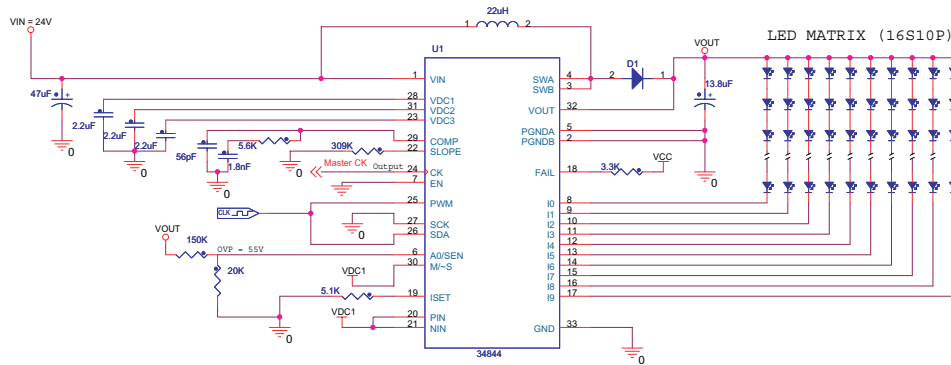 VIN = 24V
22uH
1 2
LED MATRIX (16S10P)
U1
VOUT
D1
47uF
2.2uF
2.2uF
2.2uF
13.8uF
1 VIN
28 VDC1
31 VDC2
23 VDC3
29 COMP
22 SLOPE
24 CK
7 EN
25 PWM
27 SCK
26 SDA
6 A0/SEN
30 M/~S
19 ISET
20 PIN
21 NIN
SWA 4
SWB 3
2 1
VOUT 32
PGNDA 5
PGNDB 2
FAIL 18
3.3K
VCC
I0 8
I1 9
I2 10
I3 11
I4 12
I5 13
I6 14
I7 15
I8 16
I9 17
GND 33
56pF
1.8nF
5.6K
309K
Master CK
Output
CLK
VOUT
150K
OVP = 55V
20K
VDC1
5.1K
VDC1
0
0
0
0
0
0
0
0
0
0
34844